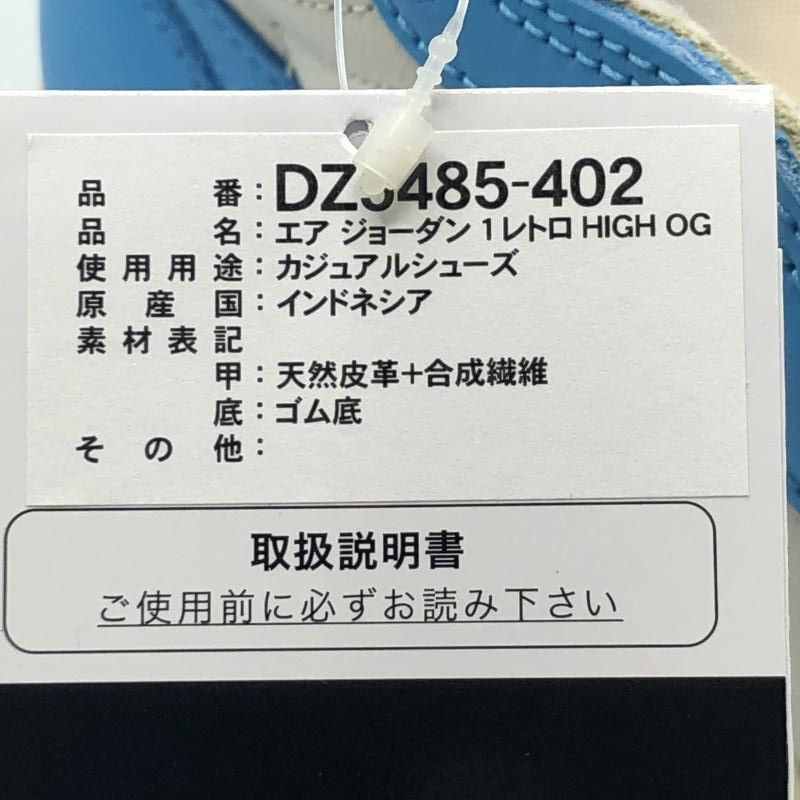 品番：DZ5485-402
品名：エア ジョーダン 1レトロ HIGH OG
使用用途：カジュアルシューズ
原産国：インドネシア
素材表記
甲：天然皮革+合成繊維
底：ゴム底
その他：
取扱説明書
ご使用前に必ずお読み下さい